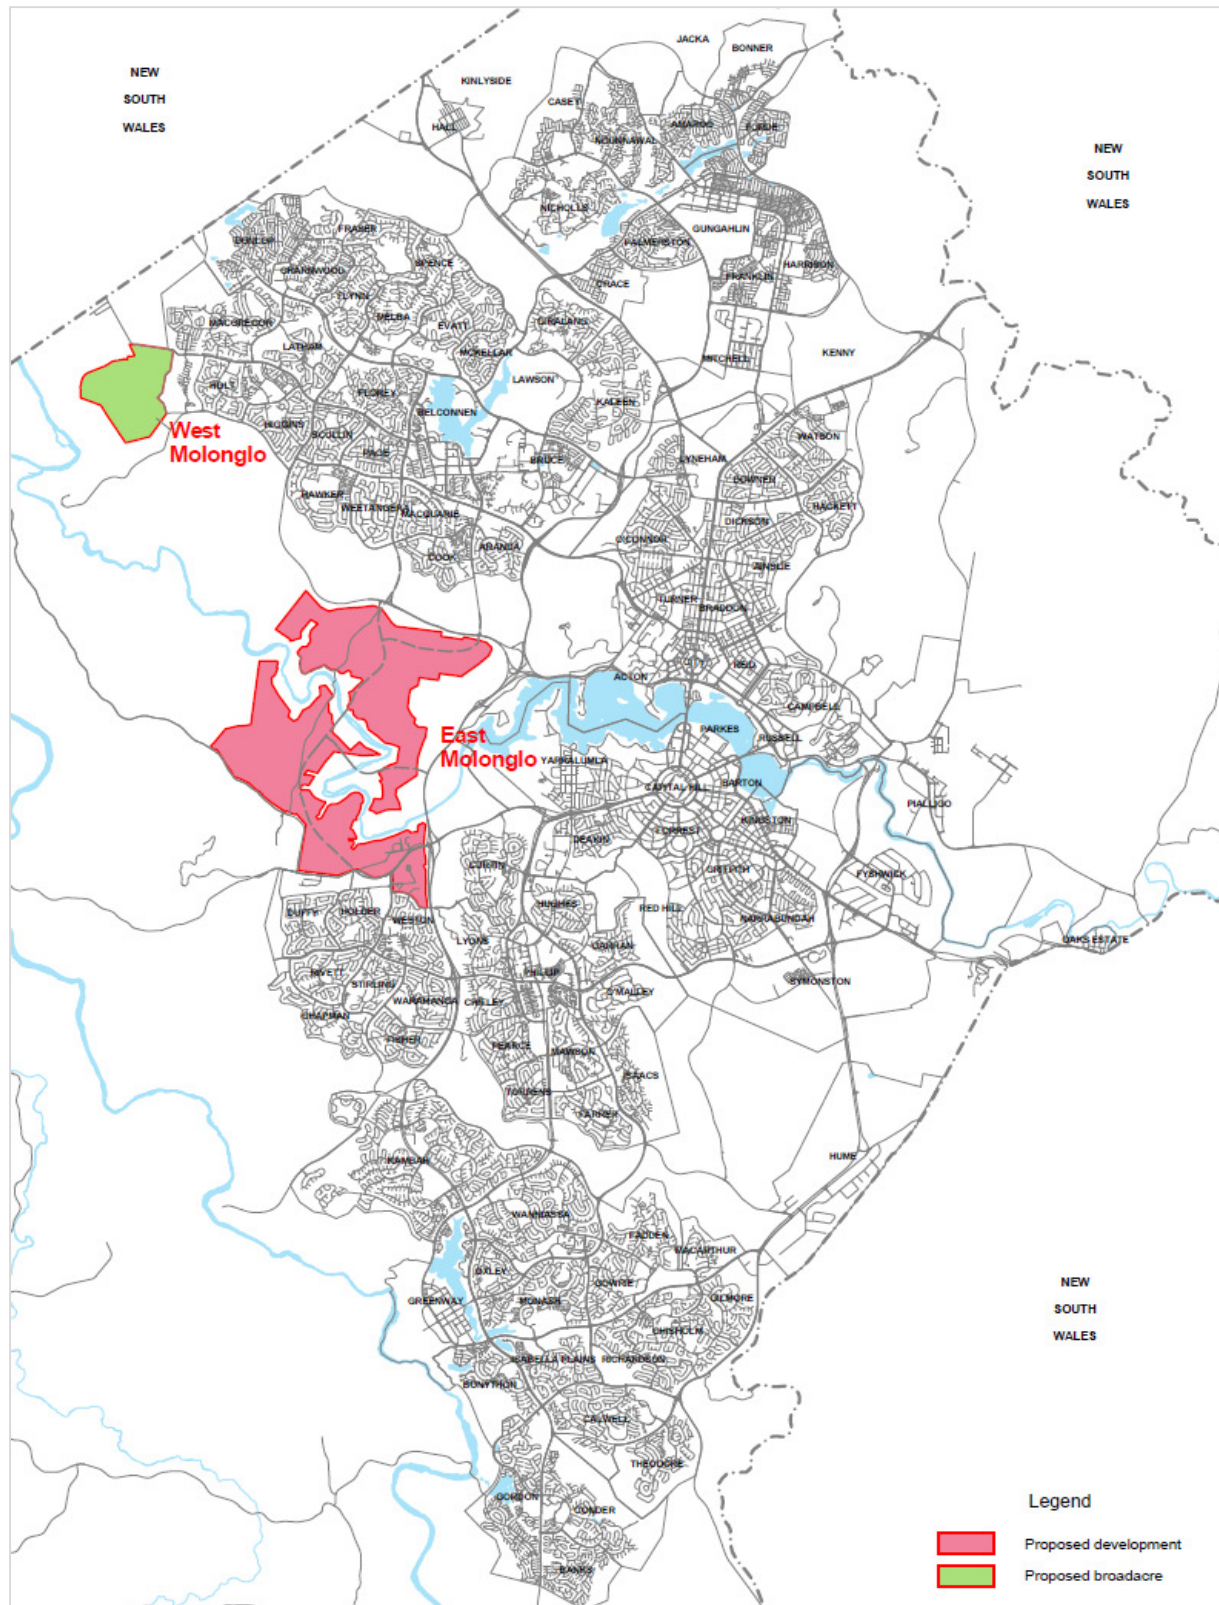 JACKA
BONNER
NEW
SOUTH
WALES
KINLYSIDE
CASEY
HALL
AMAROO
FORDE
NGUNNAWAL
NEW
SOUTH
WALES
NICHOLLS
GUNGAHLIN
PALMERSTON
DUNLOP
FRASER
SPENCE
CHARNWOOD
HARRISON
FRANKLIN
CRACE
FLYNN
MELBA
EVATT
GIRALANG
MACGREGOR
LATHAM
MCKELLAR
MITCHELL
KENNY
LAWSON
HOLT
FLOREY
BELCONNEN
KALEEN
West
Molonglo
HIGGINS
SCULLIN
PAGE
BRUCE
WATSON
LYNEHAM
DOWNER
HAWKER
WEETANGERA
MACQUARIE
DICKSON
HACKETT
COOK
ARANDA
O'CONNOR
AINSLIE
TURNER
BRADDON
CITY
REID
ACTON
CAMPBELL
East
Molonglo
PARKES
RUSSELL
YARRALUMLA
CAPITAL HILL
BARTON
PIALLIGO
KINGSTON
DEAKIN
FORREST
CURTIN
GRIFFITH
FYSHWICK
DUFFY
HOLDER
WESTON
HUGHES
RED HILL
NARRABUNDAH
LYONS
GARRAN
OAKS ESTATE
RIVETT
STIRLING
PHILLIP
SYMONSTON
WARAMANGA
CHIFLEY
O'MALLEY
CHAPMAN
FISHER
PEARCE
MAWSON
ISAACS
TORRENS
FARRER
KAMBAH
HUME
WANNIASSA
FADDEN
MACARTHUR
OXLEY
GOWRIE
NEW
SOUTH
WALES
GREENWAY
MONASH
GILMORE
CHISHOLM
ISABELLA PLAINS
RICHARDSON
BONYTHON
CALWELL
THEODORE
GORDON
CONDER
BANKS
Legend
Proposed development
Proposed broadacre